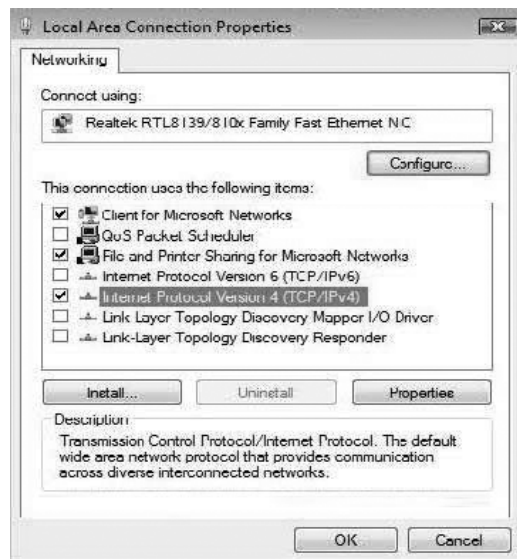 Local Area Connection Properties
Networking
Connect using:
Realtek RTL8139/810x Family Fast Ethernet NIC
Configure...
This connection uses the following items:
Client for Microsoft Networks
QoS Packet Scheduler
File and Printer Sharing for Microsoft Networks
Internet Protocol Version 6 (TCP/IPv6)
Internet Protocol Version 4 (TCP/IPv4)
Link Layer Topology Discovery Mapper I/O Driver
Link-Layer Topology Discovery Responder
Install...
Uninstall
Properties
Description
Transmission Control Protocol/Internet Protocol. The default
wide area network protocol that provides communication
across diverse interconnected networks.
OK
Cancel